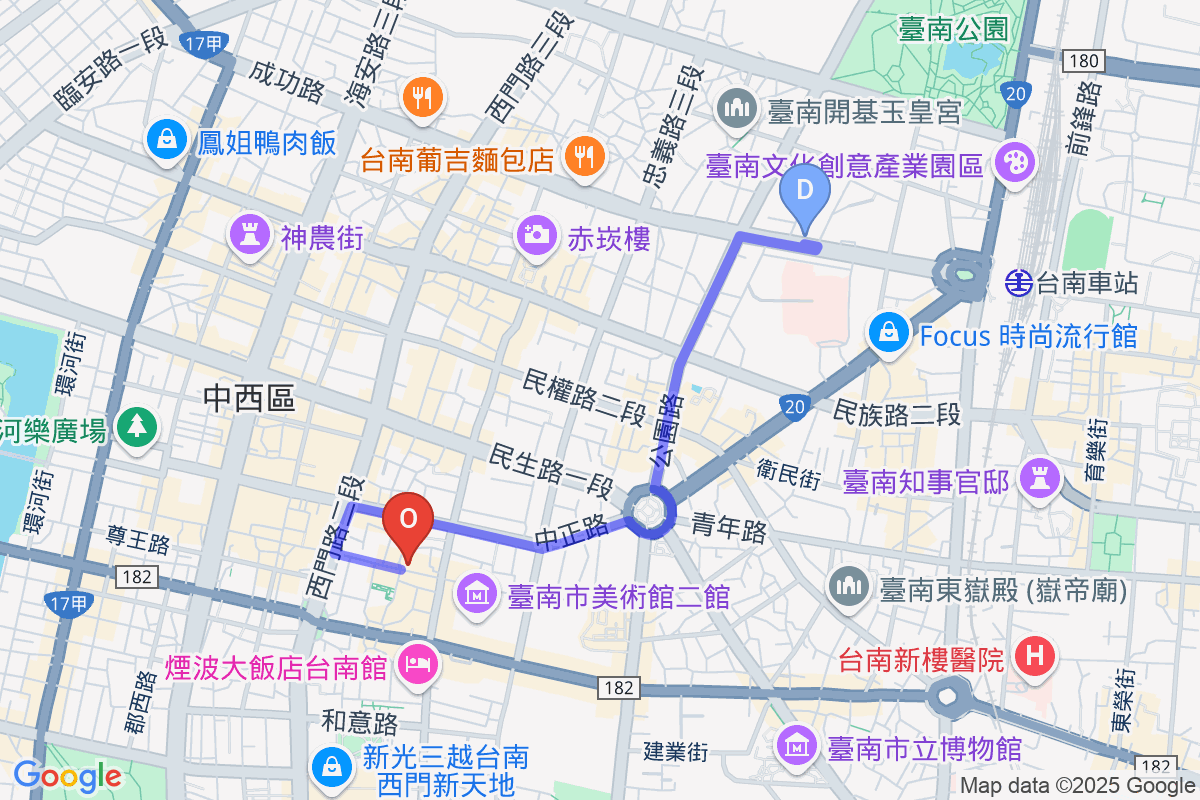 臺南公園
180
17甲
臨安路一段
海安路三段
西門路三段
成功路
20
前鋒路
忠義路三段
臺南開基玉皇宮
鳳姐鴨肉飯
台南葡吉麵包店
臺南文化創意產業園區
D
神農街
赤崁樓
台南車站
Focus 時尚流行館
環河街
中西區
民權路二段
公園路
20
民族路二段
河樂廣場
民生路一段
衛民街
育樂街
臺南知事官邸
環河街
西門路二段
O
中正路
青年路
尊王路
182
17甲
臺南市美術館二館
臺南東嶽殿 (嶽帝廟)
煙波大飯店台南館
台南新樓醫院
182
東榮街
郡西路
和意路
建業街
臺南市立博物館
新光三越台南
西門新天地
182
Google
Map data ©2025 Google